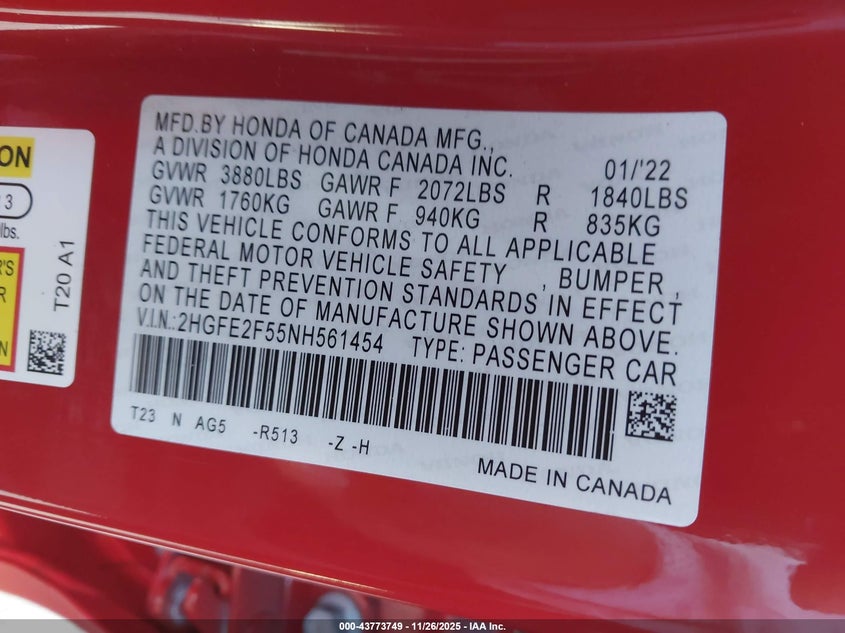 MFD.BY HONDA OF CANADA MFG.,
A DIVISION OF HONDA CANADA INC. 01/'22
GVWR 3880LBS GAWR F 2072LBS R 1840LBS
GVWR 1760KG GAWR F 940KG R 835KG
THIS VEHICLE CONFORMS TO ALL APPLICABLE
FEDERAL MOTOR VEHICLE SAFETY , BUMPER ,
AND THEFT PREVENTION STANDARDS IN EFFECT
ON THE DATE OF MANUFACTURE SHOWN ABOVE.
V.I.N.:2HGFE2F55NH561454 TYPE: PASSENGER CAR
T23 N AG5 -R513 -Z -H
MADE IN CANADA
ON
3
lbs.
'S
R
N
T20 A1
000-43773749 - 11/26/2025 - IAA Inc.